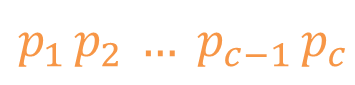 p₁ p₂ … p_{c−1} p_c